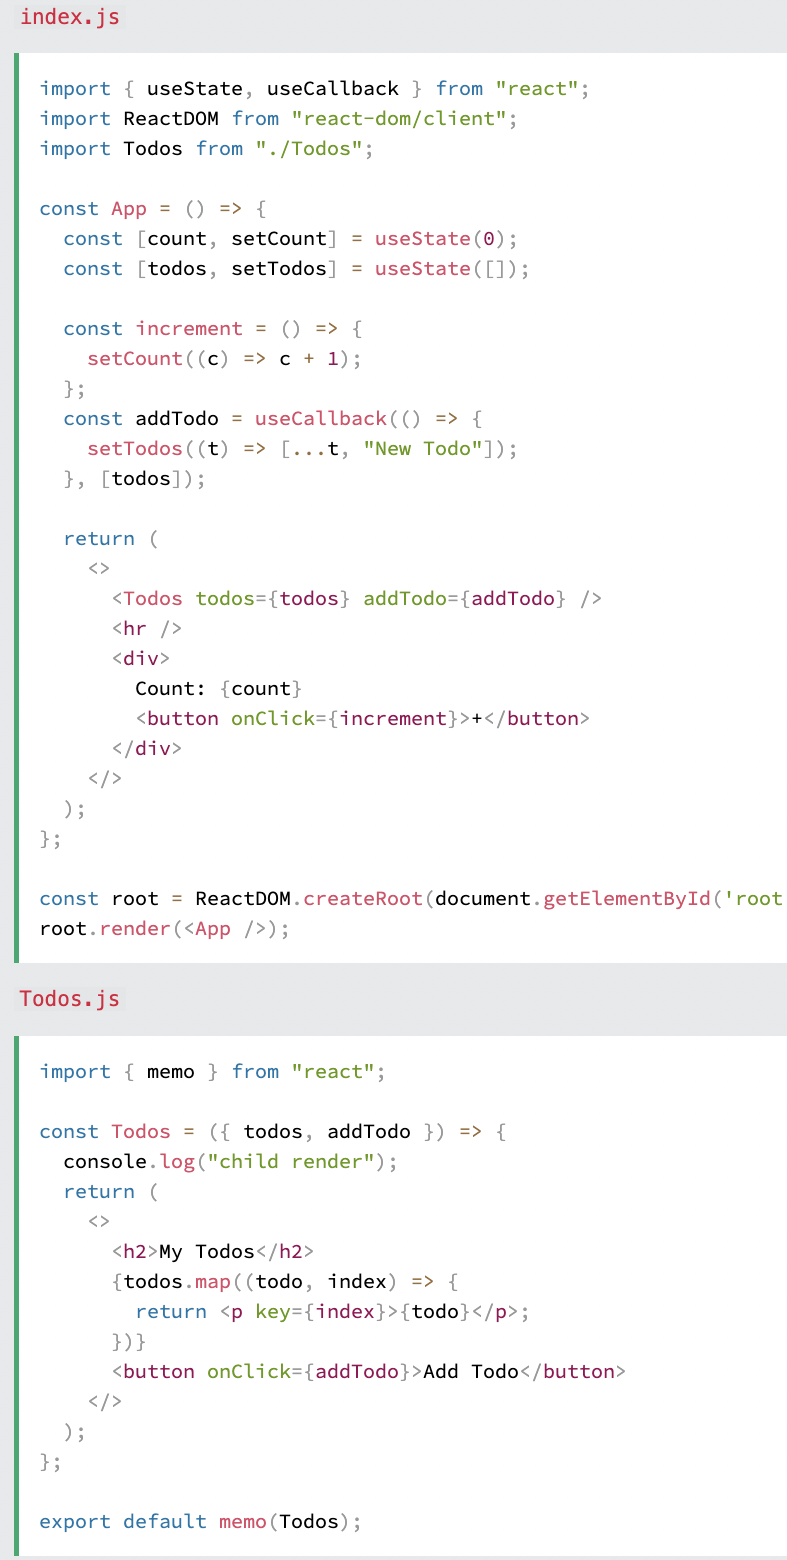 index.js
import { useState, useCallback } from "react";
import ReactDOM from "react-dom/client";
import Todos from "./Todos";

const App = () => {
  const [count, setCount] = useState(0);
  const [todos, setTodos] = useState([]);

  const increment = () => {
    setCount((c) => c + 1);
  };
  const addTodo = useCallback(() => {
    setTodos((t) => [...t, "New Todo"]);
  }, [todos]);

  return (
    <>
      <Todos todos={todos} addTodo={addTodo} />
      <hr />
      <div>
        Count: {count}
        <button onClick={increment}>+</button>
      </div>
    </>
  );
};

const root = ReactDOM.createRoot(document.getElementById('root
root.render(<App />);
Todos.js
import { memo } from "react";

const Todos = ({ todos, addTodo }) => {
  console.log("child render");
  return (
    <>
      <h2>My Todos</h2>
      {todos.map((todo, index) => {
        return <p key={index}>{todo}</p>;
      })}
      <button onClick={addTodo}>Add Todo</button>
    </>
  );
};

export default memo(Todos);